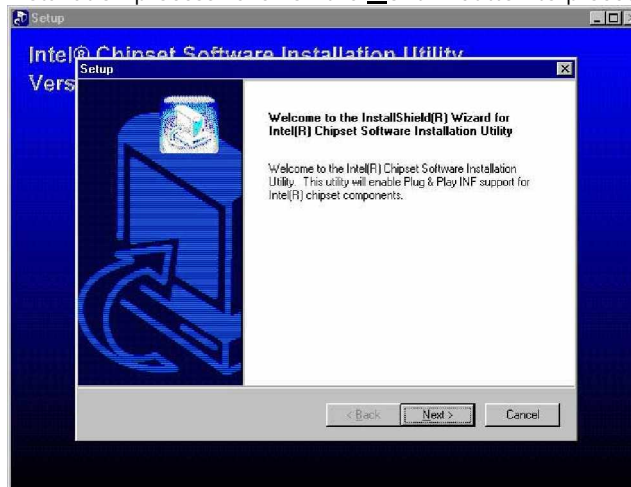 Setup
Intel® Chipset Software Installation Utility
Vers
Setup
Welcome to the InstallShield(R) Wizard for
Intel(R) Chipset Software Installation Utility
Welcome to the Intel(R) Chipset Software Installation
Utility. This utility will enable Plug & Play INF support for
Intel(R) chipset components.
< Back
Next >
Cancel